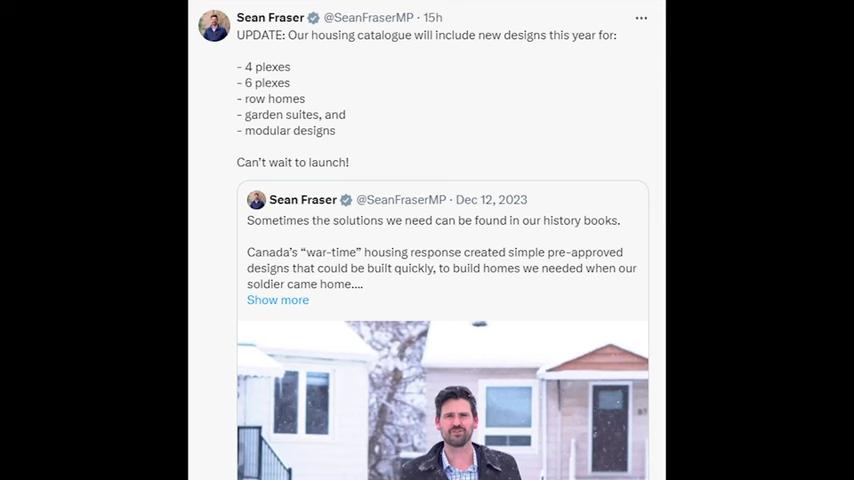 Sean Fraser @SeanFraserMP · 15h
UPDATE: Our housing catalogue will include new designs this year for:
- 4 plexes
- 6 plexes
- row homes
- garden suites, and
- modular designs
Can't wait to launch!
Sean Fraser @SeanFraserMP · Dec 12, 2023
Sometimes the solutions we need can be found in our history books.
Canada's “war-time” housing response created simple pre-approved
designs that could be built quickly, to build homes we needed when our
soldier came home....
Show more